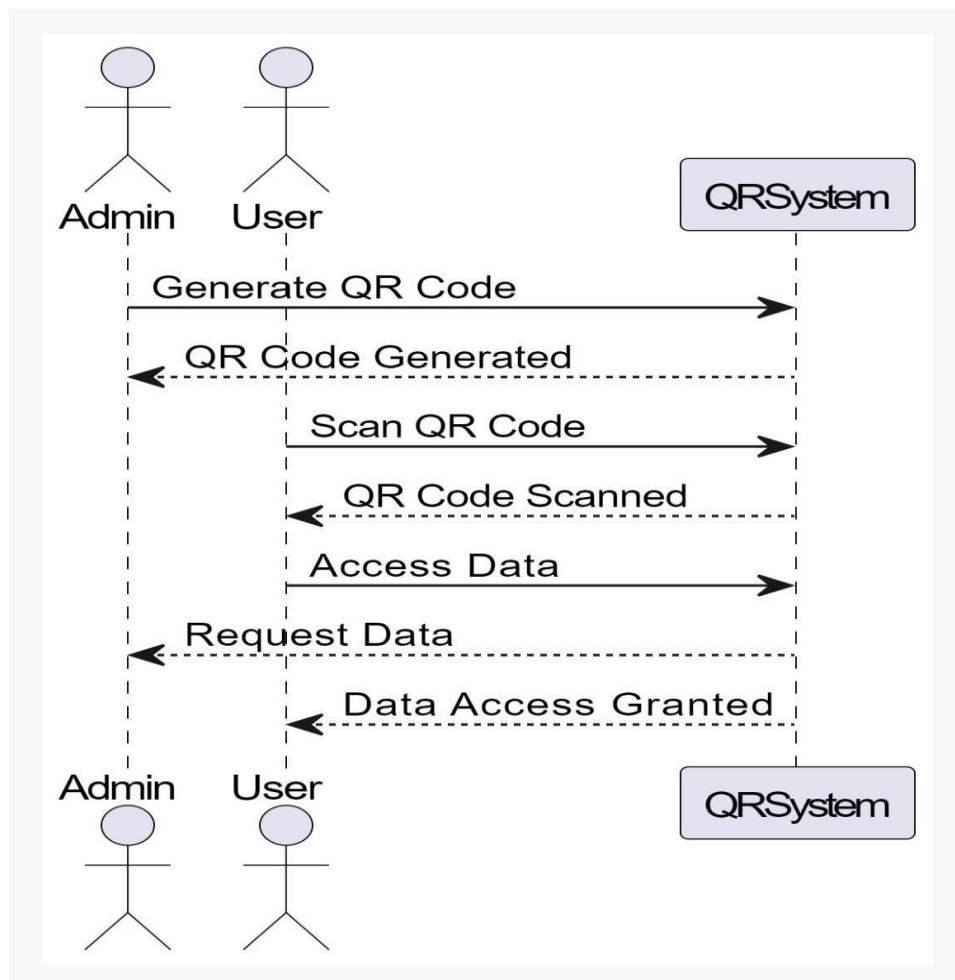 Admin
User
QRSystem
Generate QR Code
QR Code Generated
Scan QR Code
QR Code Scanned
Access Data
Request Data
Data Access Granted
Admin
User
QRSystem